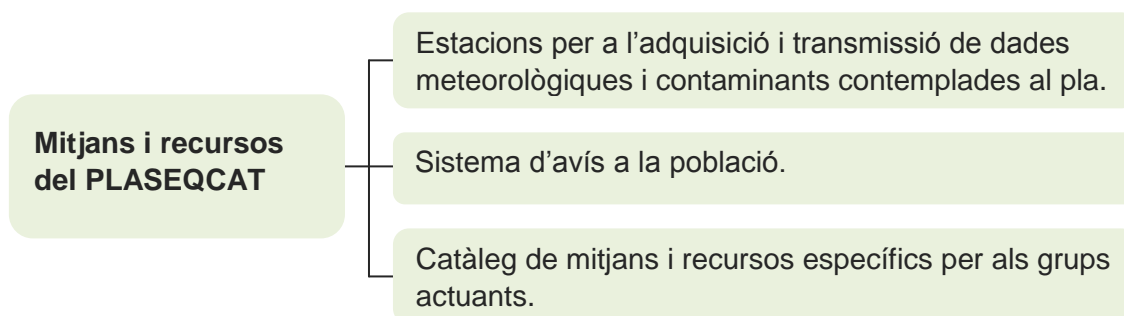 Mitjans i recursos
del PLASEQCAT
Estacions per a l’adquisició i transmissió de dades
meteorològiques i contaminants contemplades al pla.
Sistema d’avís a la població.
Catàleg de mitjans i recursos específics per als grups
actuants.